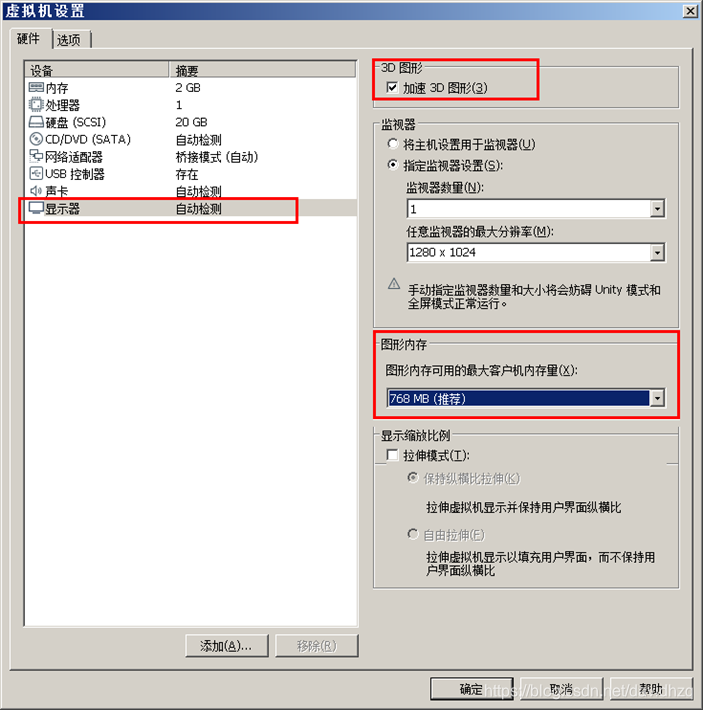 虚拟机设置
硬件 选项
设备 摘要
内存 2 GB
处理器 1
硬盘 (SCSI) 20 GB
CD/DVD (SATA) 自动检测
网络适配器 桥接模式 (自动)
USB 控制器 存在
声卡 自动检测
显示器 自动检测
添加(A)... 移除(R)
3D 图形
加速 3D 图形(3)
监视器
将主机设置用于监视器(U)
指定监视器设置(S):
监视器数量(N):
1
任意监视器的最大分辨率(M):
1280 x 1024
手动指定监视器数量和大小将会妨碍 Unity 模式和
全屏模式正常运行。
图形内存
图形内存可用的最大客户机内存量(X):
768 MB (推荐)
显示缩放比例
拉伸模式(T):
保持纵横比拉伸(K)
拉伸虚拟机显示并保持用户界面纵横比
自由拉伸(F)
拉伸虚拟机显示以填充用户界面，而不保持用
户界面纵横比
确定 取消 帮助